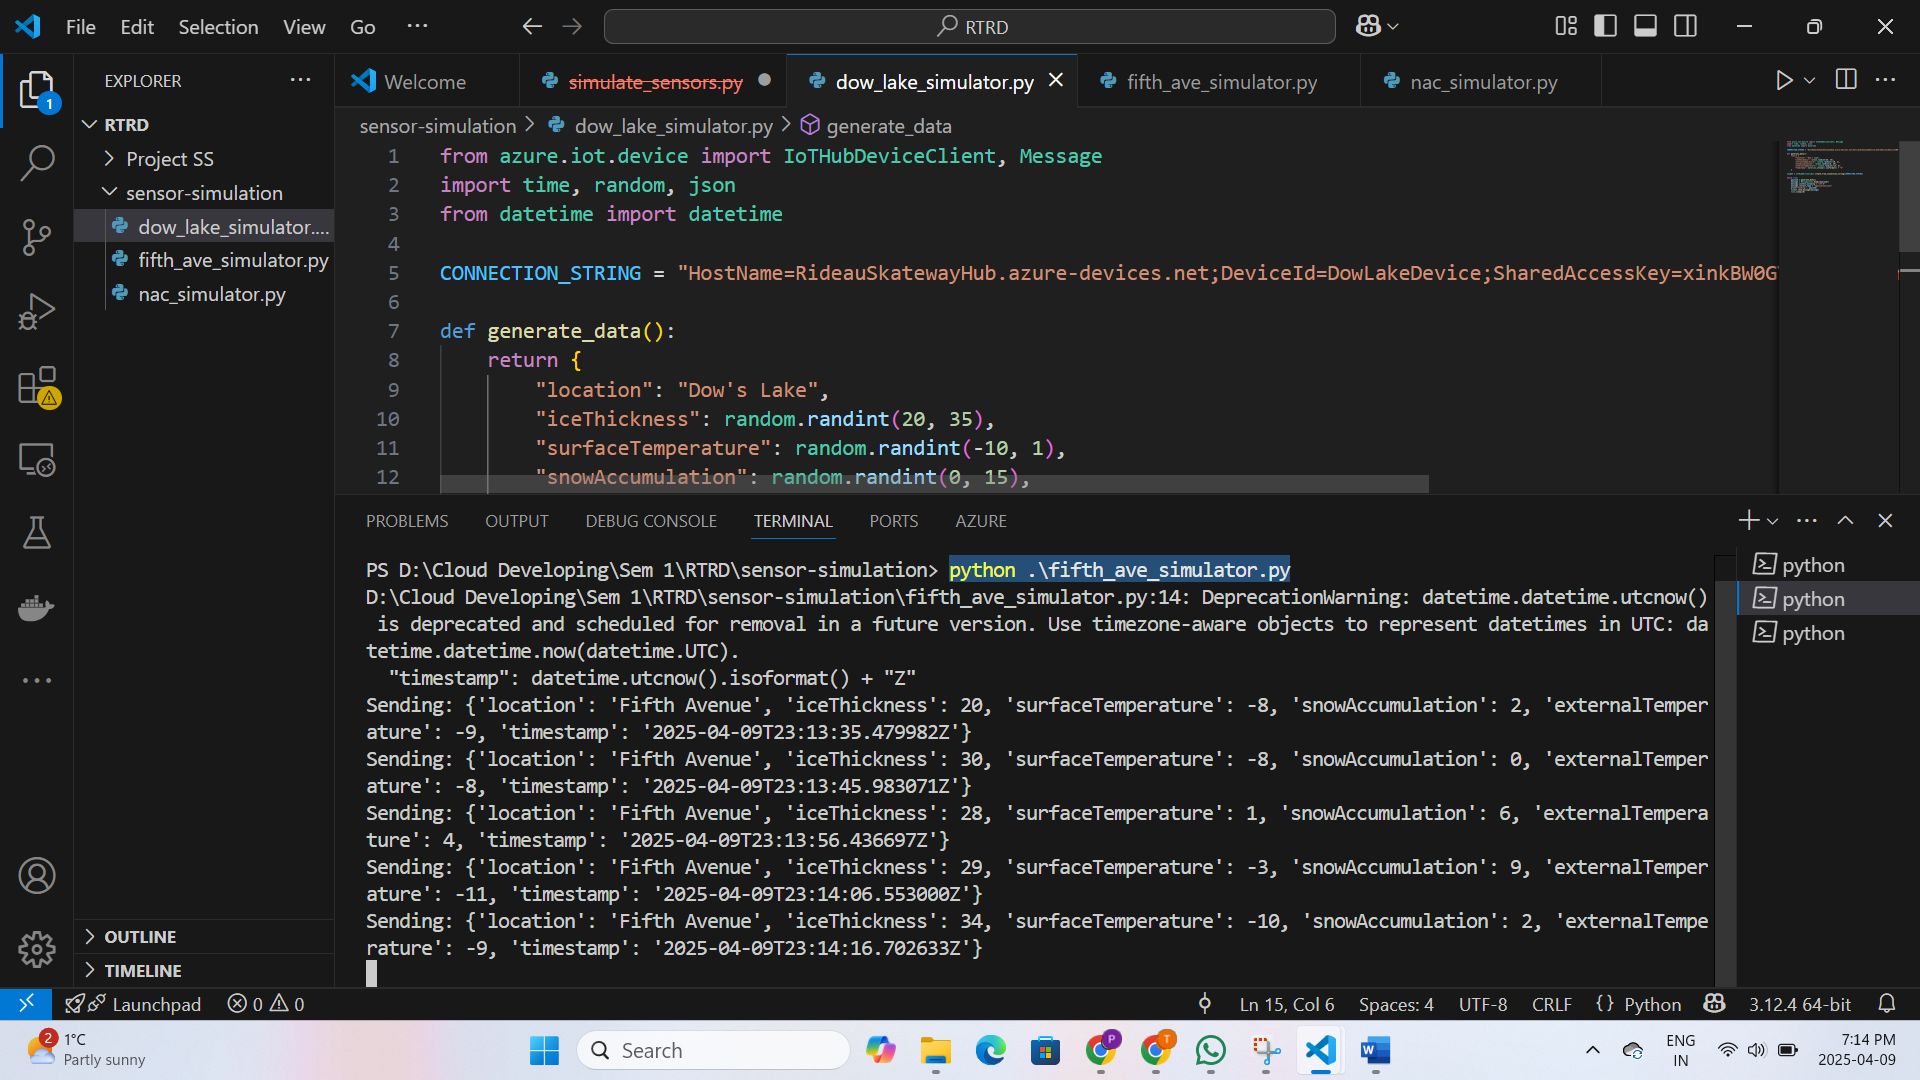 File Edit Selection View Go ...
RTRD
EXPLORER ...
Welcome simulate_sensors.py dow_lake_simulator.py fifth_ave_simulator.py nac_simulator.py
1
RTRD
Project SS
sensor-simulation
dow_lake_simulator....
fifth_ave_simulator.py
nac_simulator.py
sensor-simulation > dow_lake_simulator.py > generate_data
1 from azure.iot.device import IoTHubDeviceClient, Message
2 import time, random, json
3 from datetime import datetime
4
5 CONNECTION_STRING = "HostName=RideauSkatewayHub.azure-devices.net;DeviceId=DowLakeDevice;SharedAccessKey=xinkBW0G
6
7 def generate_data():
8 return {
9 "location": "Dow's Lake",
10 "iceThickness": random.randint(20, 35),
11 "surfaceTemperature": random.randint(-10, 1),
12 "snowAccumulation": random.randint(0, 15),
PROBLEMS OUTPUT DEBUG CONSOLE TERMINAL PORTS AZURE
python
python
python
PS D:\Cloud Developing\Sem 1\RTRD\sensor-simulation> python .\fifth_ave_simulator.py
D:\Cloud Developing\Sem 1\RTRD\sensor-simulation\fifth_ave_simulator.py:14: DeprecationWarning: datetime.datetime.utcnow()
is deprecated and scheduled for removal in a future version. Use timezone-aware objects to represent datetimes in UTC: da
tetime.datetime.now(datetime.UTC).
"timestamp": datetime.utcnow().isoformat() + "Z"
Sending: {'location': 'Fifth Avenue', 'iceThickness': 20, 'surfaceTemperature': -8, 'snowAccumulation': 2, 'externalTemper
ature': -9, 'timestamp': '2025-04-09T23:13:35.479982Z'}
Sending: {'location': 'Fifth Avenue', 'iceThickness': 30, 'surfaceTemperature': -8, 'snowAccumulation': 0, 'externalTemper
ature': -8, 'timestamp': '2025-04-09T23:13:45.983071Z'}
Sending: {'location': 'Fifth Avenue', 'iceThickness': 28, 'surfaceTemperature': 1, 'snowAccumulation': 6, 'externalTempera
ture': 4, 'timestamp': '2025-04-09T23:13:56.436697Z'}
Sending: {'location': 'Fifth Avenue', 'iceThickness': 29, 'surfaceTemperature': -3, 'snowAccumulation': 9, 'externalTemper
ature': -11, 'timestamp': '2025-04-09T23:14:06.553000Z'}
Sending: {'location': 'Fifth Avenue', 'iceThickness': 34, 'surfaceTemperature': -10, 'snowAccumulation': 2, 'externalTempe
rature': -9, 'timestamp': '2025-04-09T23:14:16.702633Z'}
OUTLINE
TIMELINE
Launchpad 0 0 Ln 15, Col 6 Spaces: 4 UTF-8 CRLF {} Python 3.12.4 64-bit
2
1°C
Partly sunny
Search
P
T
W
ENG
IN
7:14 PM
2025-04-09